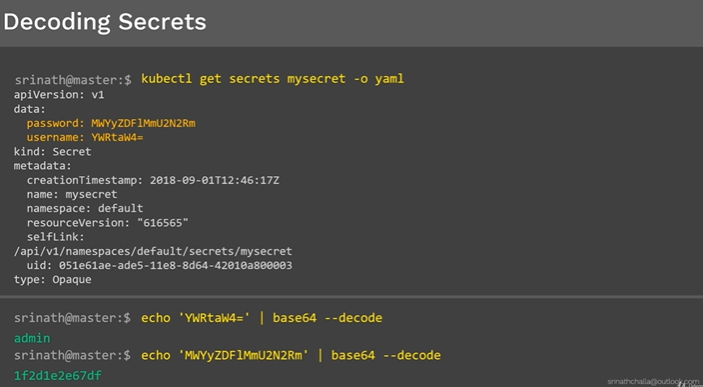 Decoding Secrets
srinath@master:$ kubectl get secrets mysecret -o yaml
apiVersion: v1
data:
  password: MWYyZDFlMmU2N2Rm
  username: YWRtaW4=
kind: Secret
metadata:
  creationTimestamp: 2018-09-01T12:46:17Z
  name: mysecret
  namespace: default
  resourceVersion: "616565"
  selfLink:
/api/v1/namespaces/default/secrets/mysecret
  uid: 051e61ae-ade5-11e8-8d64-42010a800003
type: Opaque
srinath@master:$ echo 'YWRtaW4=' | base64 --decode
admin
srinath@master:$ echo 'MWYyZDFlMmU2N2Rm' | base64 --decode
1f2d1e2e67df
srinathchalla@outlook.com